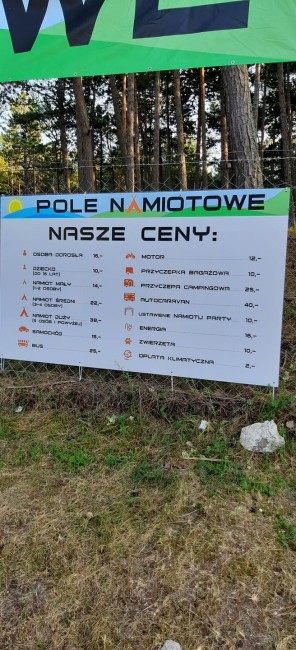 POLE NAMIOTOWE
NASZE CENY:
OSOBA DOROSŁA 16,-
DZIECKO 10,-
(DO 15 LAT)
NAMIOT MAŁY 14,-
(1-2 OSOBY)
NAMIOT ŚREDNI 22,-
(3-4 OSOBY)
NAMIOT DUŻY 38,-
(5 OSÓB I POWYŻEJ)
SAMOCHÓD 15,-
BUS 25,-
MOTOR 12,-
PRZYCZEPKA BAGAŻOWA 10,-
PRZYCZEPA CAMPINGOWA 25,-
AUTOCARAVAN 40,-
USTAWIENIE NAMIOTU PARTY 10,-
ENERGIA 16,-
ZWIERZĘTA 10,-
OPŁATA KLIMATYCZNA 2,-